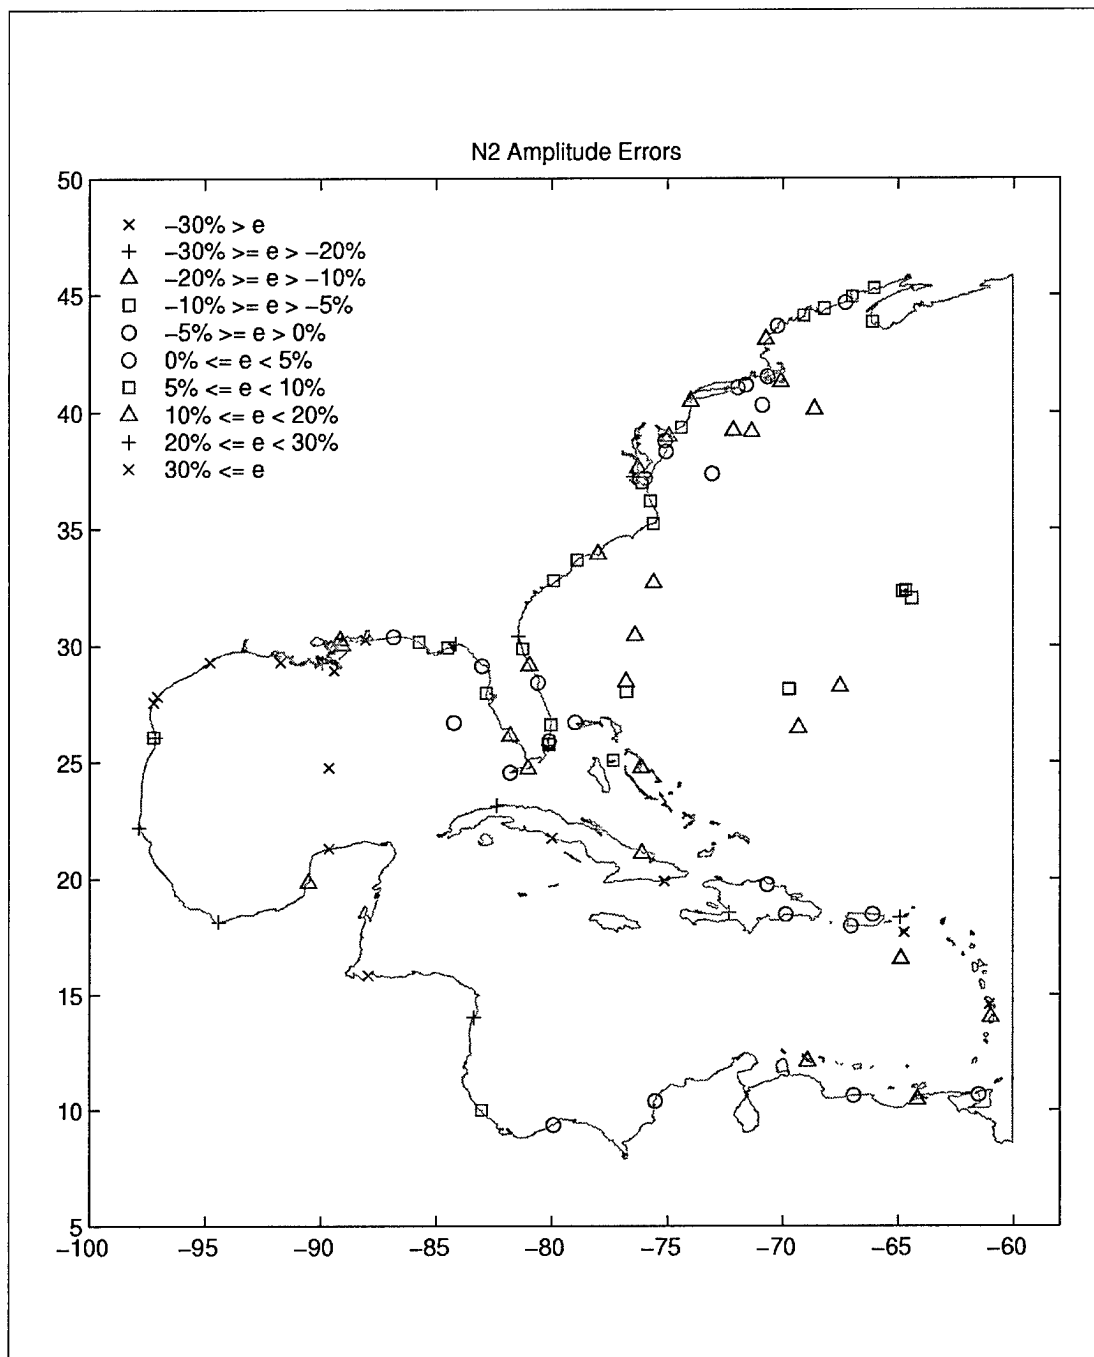 N2 Amplitude Errors
50
45
40
35
30
25
20
15
10
5
−30% > e
−30% >= e > −20%
−20% >= e > −10%
−10% >= e > −5%
−5% >= e > 0%
0% <= e < 5%
5% <= e < 10%
10% <= e < 20%
20% <= e < 30%
30% <= e
−100 −95 −90 −85 −80 −75 −70 −65 −60